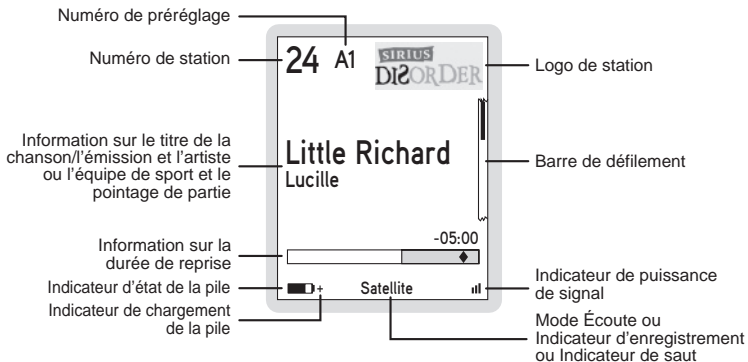 Numéro de préréglage
Numéro de station
24 A1
SIRIUS
DISORDER
Logo de station
Information sur le titre de la
chanson/l'émission et l'artiste
ou l'équipe de sport et le
pointage de partie
Little Richard
Lucille
Barre de défilement
Information sur la
durée de reprise
-05:00
Indicateur d'état de la pile
Indicateur de chargement
de la pile
+
Satellite
Indicateur de puissance
de signal
Mode Écoute ou
Indicateur d'enregistrement
ou Indicateur de saut